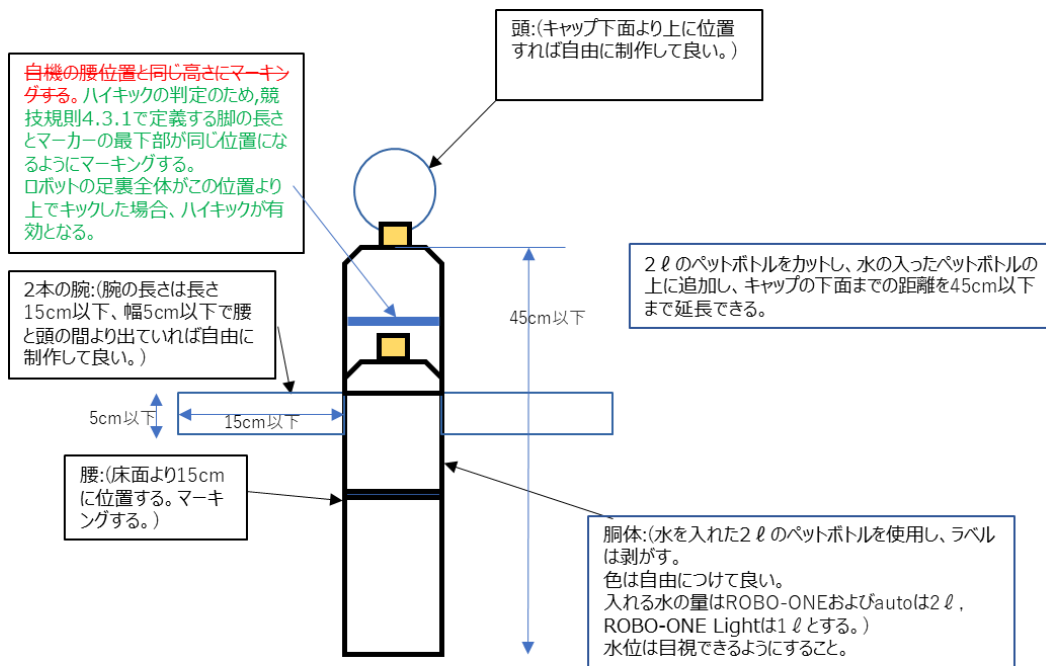 頭:(キャップ下面より上に位置
すれば自由に制作して良い。)
自機の腰位置と同じ高さにマーキン
グする。ハイキックの判定のため,競
技規則4.3.1で定義する脚の長さ
とマーカーの最下部が同じ位置にな
るようにマーキングする。
ロボットの足裏全体がこの位置より
上でキックした場合、ハイキックが有
効となる。
2ℓのペットボトルをカットし、水の入ったペットボトルの
上に追加し、キャップの下面までの距離を45cm以下
まで延長できる。
2本の腕:(腕の長さは長さ
15cm以下、幅5cm以下で腰
と頭の間より出ていれば自由に
制作して良い。)
45cm以下
5cm以下
15cm以下
腰:(床面より15cm
に位置する。マーキ
ングする。)
胴体:(水を入れた2ℓのペットボトルを使用し、ラベル
は剥がす。
色は自由につけて良い。
入れる水の量はROBO-ONEおよびautoは2ℓ,
ROBO-ONE Lightは1ℓとする。)
水位は目視できるようにすること。